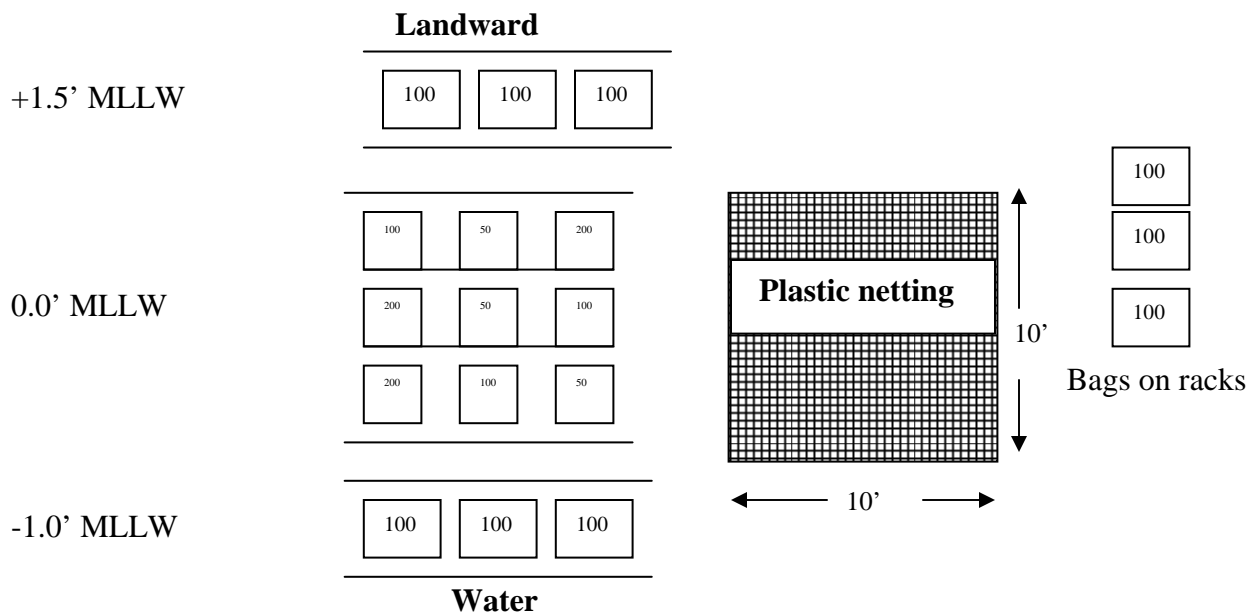 Landward
+1.5’ MLLW
100 100 100
100
100
100
Bags on racks
0.0’ MLLW
100 50 200
200 50 100
200 100 50
Plastic netting
10’
10’
-1.0’ MLLW
100 100 100
Water